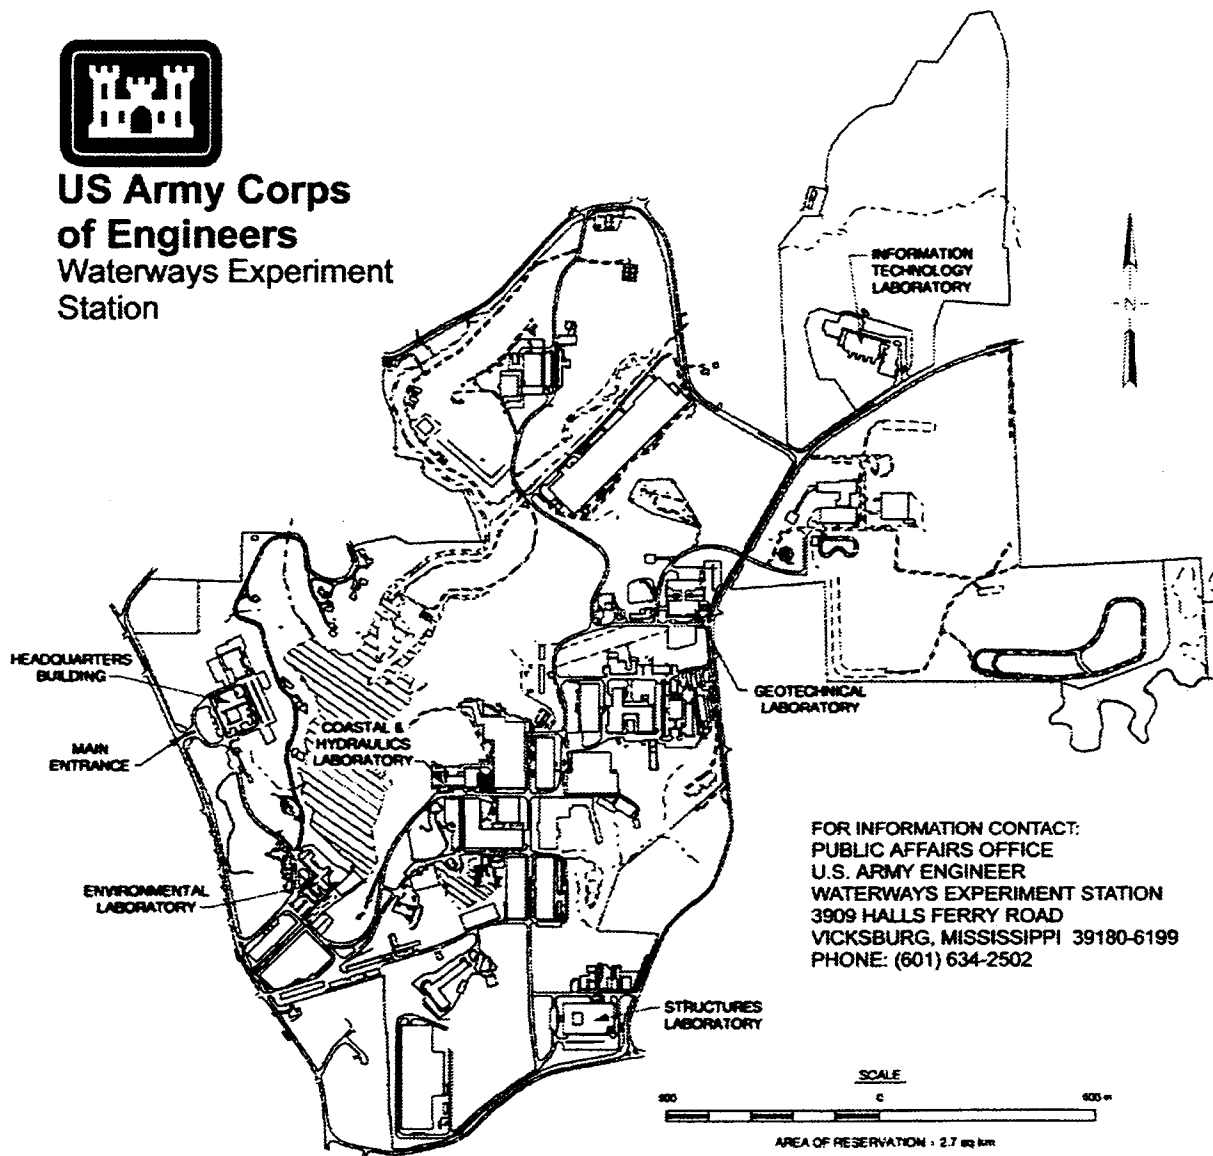 US Army Corps
of Engineers
Waterways Experiment
Station
INFORMATION
TECHNOLOGY
LABORATORY
N
HEADQUARTERS
BUILDING
MAIN
ENTRANCE
COASTAL &
HYDRAULICS
LABORATORY
GEOTECHNICAL
LABORATORY
ENVIRONMENTAL
LABORATORY
FOR INFORMATION CONTACT:
PUBLIC AFFAIRS OFFICE
U.S. ARMY ENGINEER
WATERWAYS EXPERIMENT STATION
3909 HALLS FERRY ROAD
VICKSBURG, MISSISSIPPI 39180-6199
PHONE: (601) 634-2502
STRUCTURES
LABORATORY
SCALE
AREA OF RESERVATION : 2.7 sq km